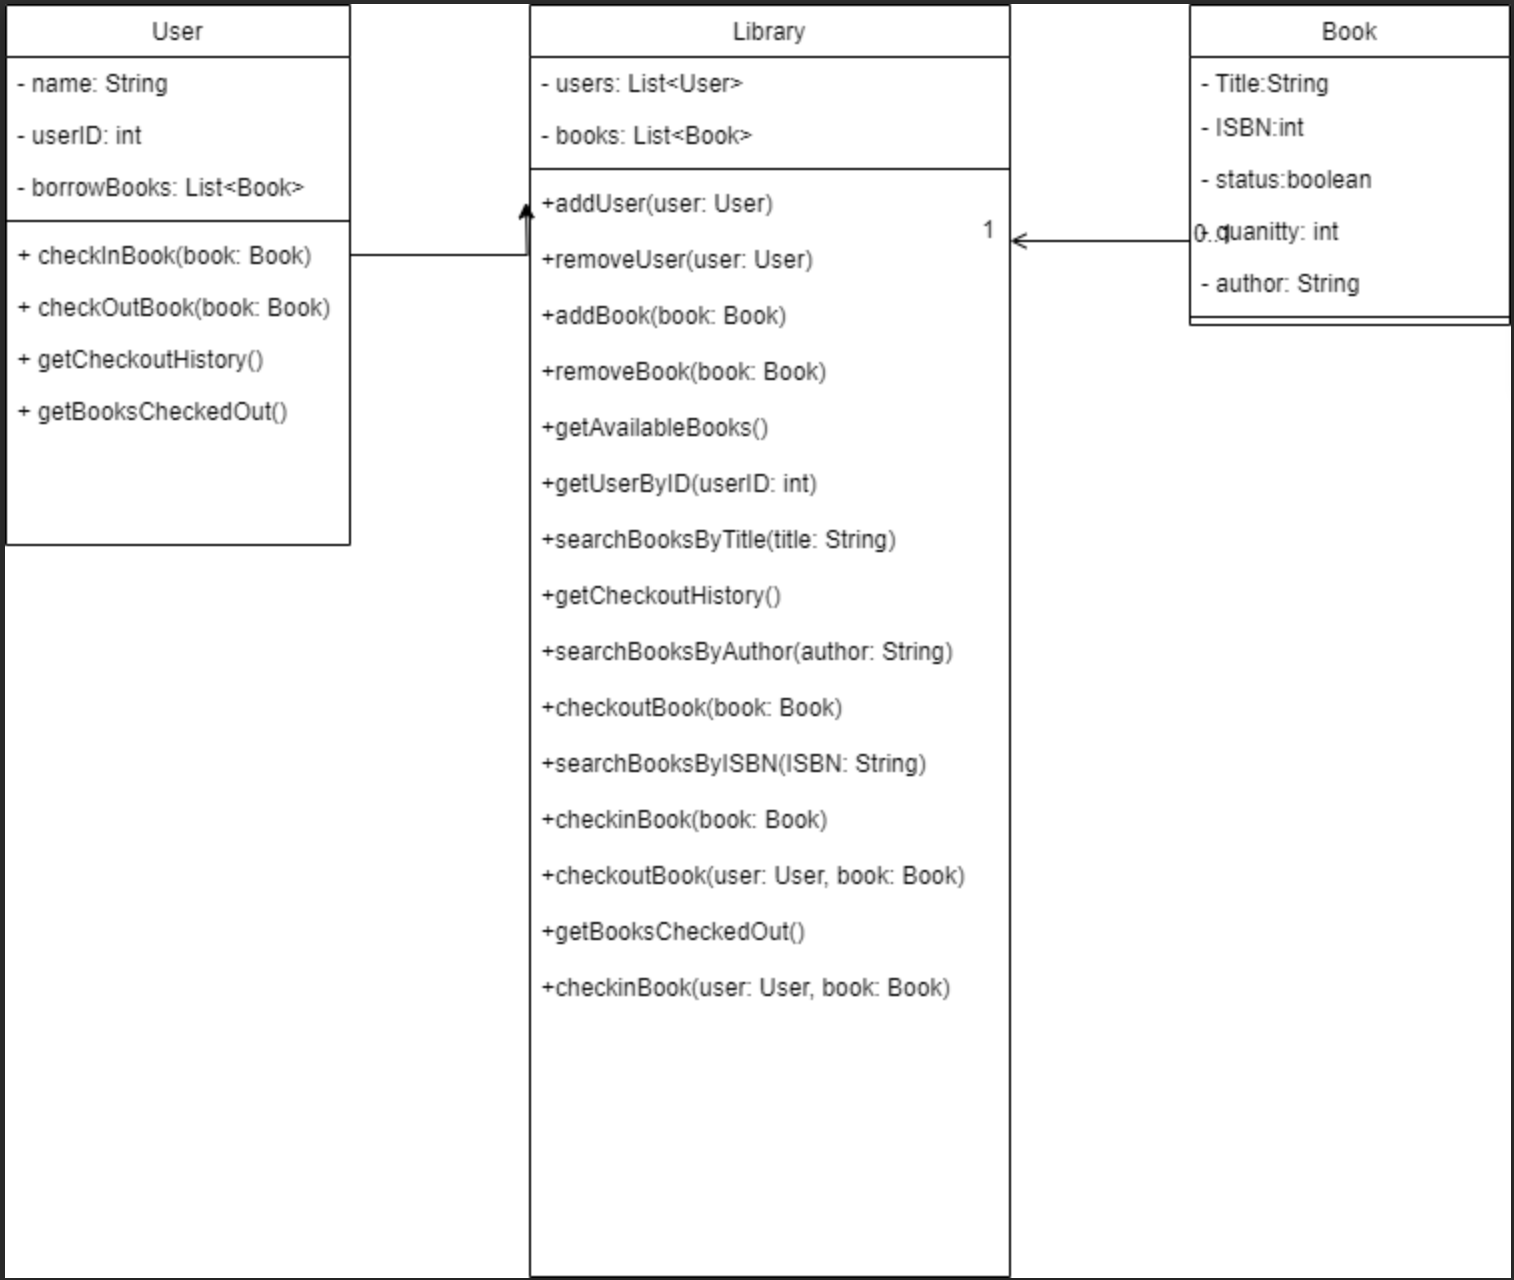 User
- name: String
- userID: int
- borrowBooks: List<Book>
+ checkInBook(book: Book)
+ checkOutBook(book: Book)
+ getCheckoutHistory()
+ getBooksCheckedOut()
Library
- users: List<User>
- books: List<Book>
+addUser(user: User)
+removeUser(user: User)
+addBook(book: Book)
+removeBook(book: Book)
+getAvailableBooks()
+getUserByID(userID: int)
+searchBooksByTitle(title: String)
+getCheckoutHistory()
+searchBooksByAuthor(author: String)
+checkoutBook(book: Book)
+searchBooksByISBN(ISBN: String)
+checkinBook(book: Book)
+checkoutBook(user: User, book: Book)
+getBooksCheckedOut()
+checkinBook(user: User, book: Book)
1
Book
- Title:String
- ISBN:int
- status:boolean
- quanitty: int
- author: String